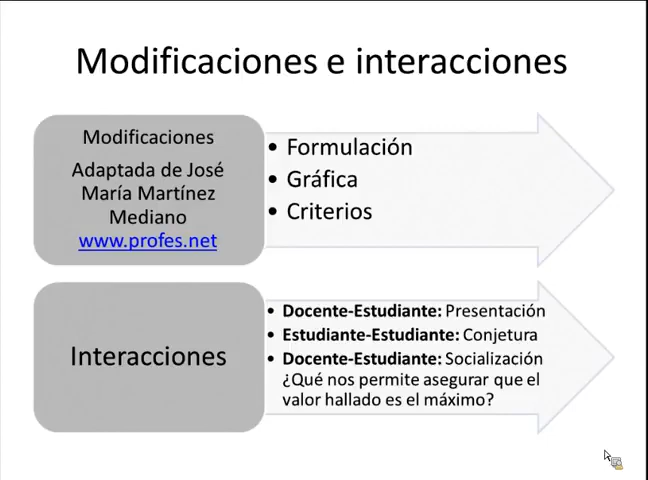 Modificaciones e interacciones
Modificaciones
Adaptada de José
María Martínez
Mediano
www.profes.net
• Formulación
• Gráfica
• Criterios
Interacciones
• Docente-Estudiante: Presentación
• Estudiante-Estudiante: Conjetura
• Docente-Estudiante: Socialización
¿Qué nos permite asegurar que el
valor hallado es el máximo?